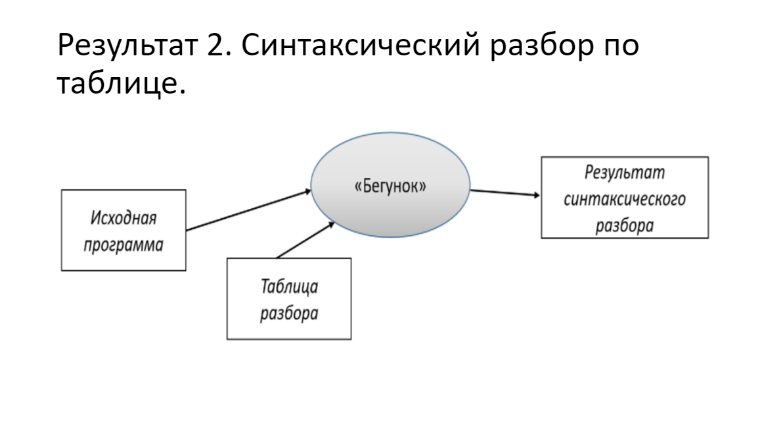 Результат 2. Синтаксический разбор по
таблице.
«Бегунок»
Результат
синтаксического
разбора
Исходная
программа
Таблица
разбора